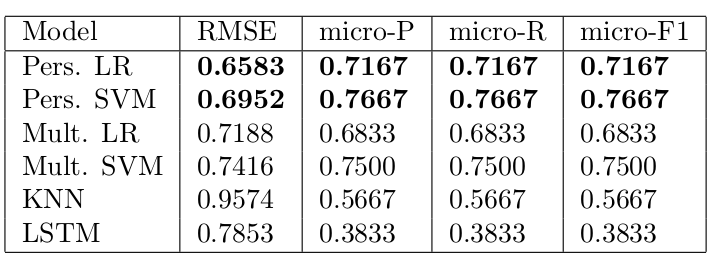 Model RMSE micro-P micro-R micro-F1
Pers. LR 0.6583 0.7167 0.7167 0.7167
Pers. SVM 0.6952 0.7667 0.7667 0.7667
Mult. LR 0.7188 0.6833 0.6833 0.6833
Mult. SVM 0.7416 0.7500 0.7500 0.7500
KNN 0.9574 0.5667 0.5667 0.5667
LSTM 0.7853 0.3833 0.3833 0.3833